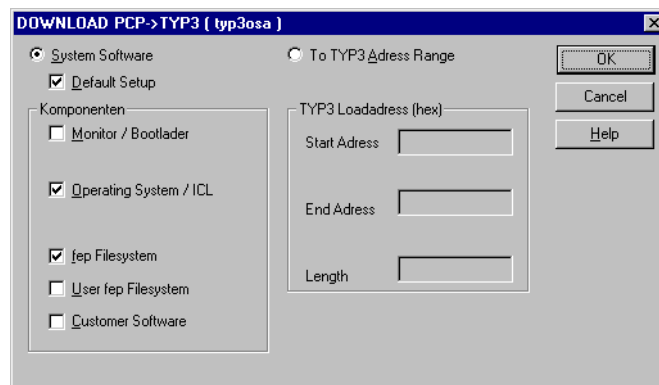 DOWNLOAD PCP->TYP3 ( typ3osa )
System Software
To TYP3 Adress Range
OK
Default Setup
Cancel
Komponenten
TYP3 Loadadress (hex)
Monitor / Bootlader
Start Adress
Help
Operating System / ICL
End Adress
fep Filesystem
Length
User fep Filesystem
Customer Software